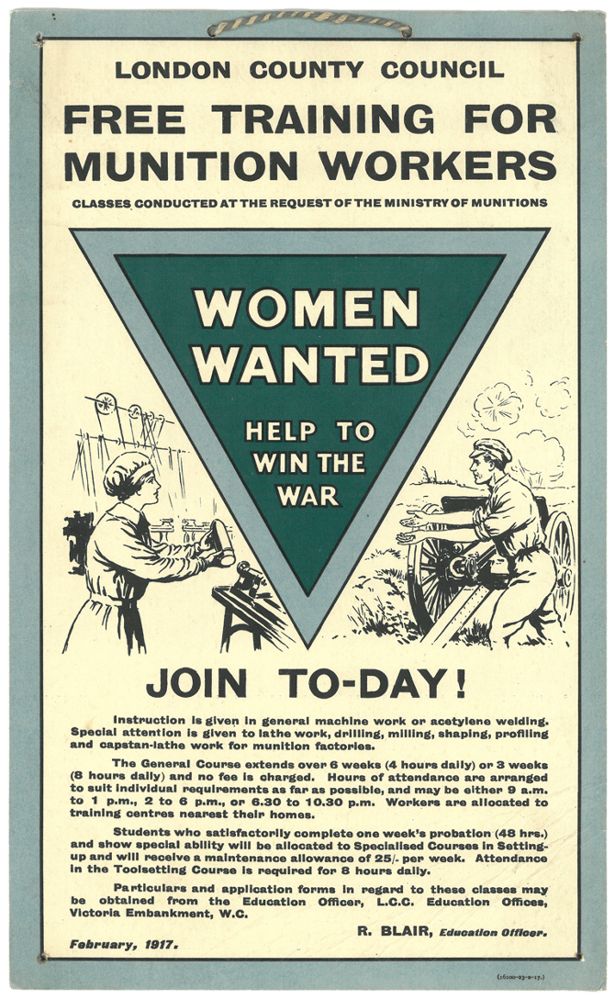 LONDON COUNTY COUNCIL
FREE TRAINING FOR
MUNITION WORKERS
CLASSES CONDUCTED AT THE REQUEST OF THE MINISTRY OF MUNITIONS
WOMEN
WANTED
HELP TO
WIN THE
WAR
JOIN TO-DAY!
Instruction is given in general machine work or acetylene welding.
Special attention is given to lathe work, drilling, milling, shaping, profiling
and capstan-lathe work for munition factories.
The General Course extends over 6 weeks (4 hours daily) or 3 weeks
(8 hours daily) and no fee is charged. Hours of attendance are arranged
to suit individual requirements as far as possible, and may be either 9 a.m.
to 1 p.m., 2 to 6 p.m., or 6.30 to 10.30 p.m. Workers are allocated to
training centres nearest their homes.
Students who satisfactorily complete one week's probation (48 hrs.)
and show special ability will be allocated to Specialised Courses in Setting-
up and will receive a maintenance allowance of 25/- per week. Attendance
in the Toolsetting Course is required for 8 hours daily.
Particulars and application forms in regard to these classes may
be obtained from the Education Officer, L.C.C. Education Offices,
Victoria Embankment, W.C.
R. BLAIR, Education Officer.
February, 1917.
(16100-23-2-17.)